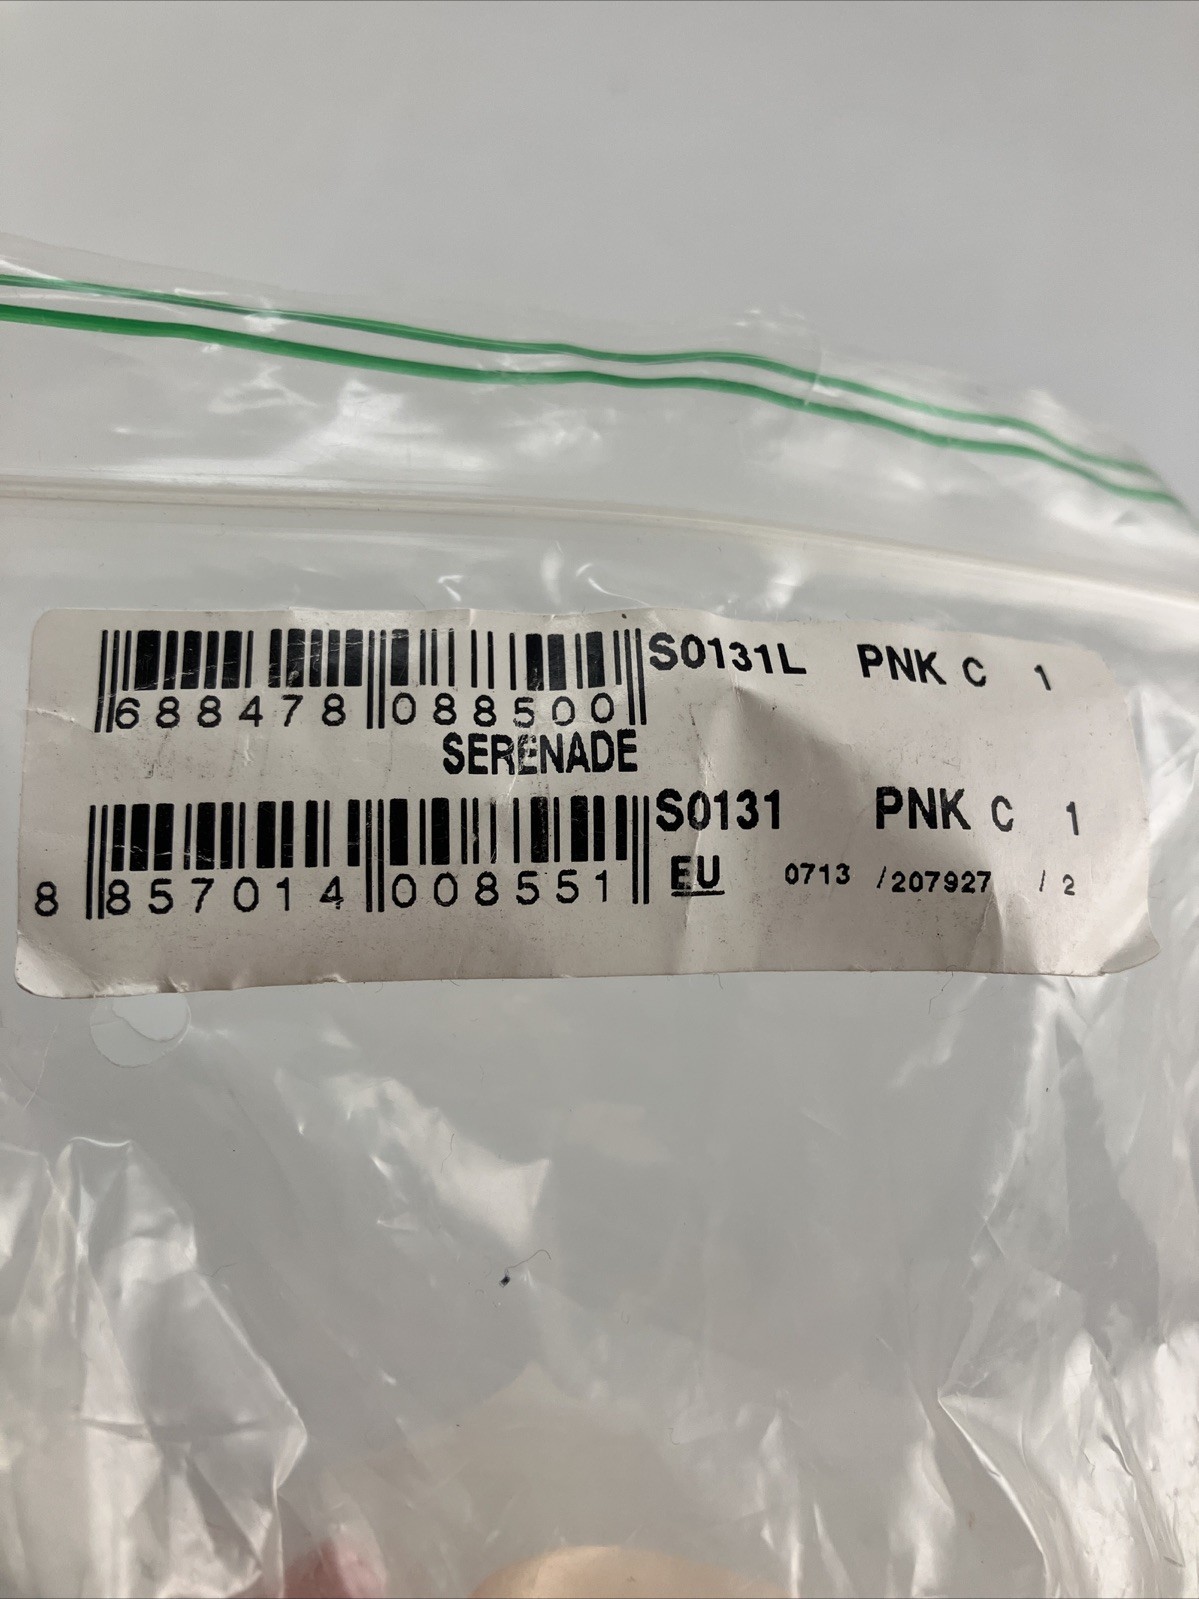 S0131L PNK C 1
688478 088500
SERENADE
S0131 PNK C 1
EU 0713 /207927 / 2
8 857014 008551